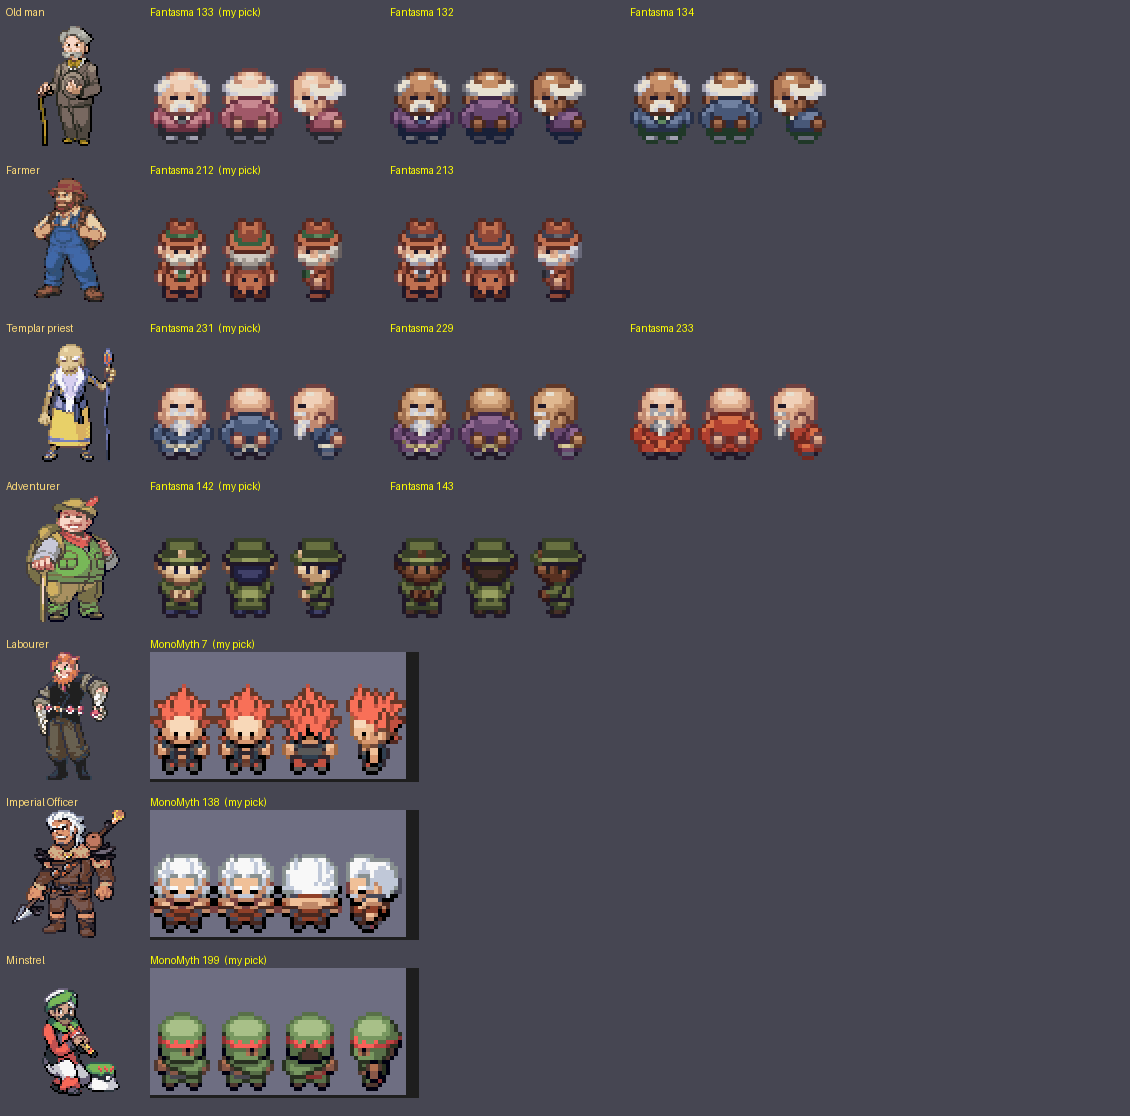 Old man
Fantasma 133 (my pick)
Fantasma 132
Fantasma 134
Farmer
Fantasma 212 (my pick)
Fantasma 213
Templar priest
Fantasma 231 (my pick)
Fantasma 229
Fantasma 233
Adventurer
Fantasma 142 (my pick)
Fantasma 143
Labourer
MonoMyth 7 (my pick)
Imperial Officer
MonoMyth 138 (my pick)
Minstrel
MonoMyth 199 (my pick)